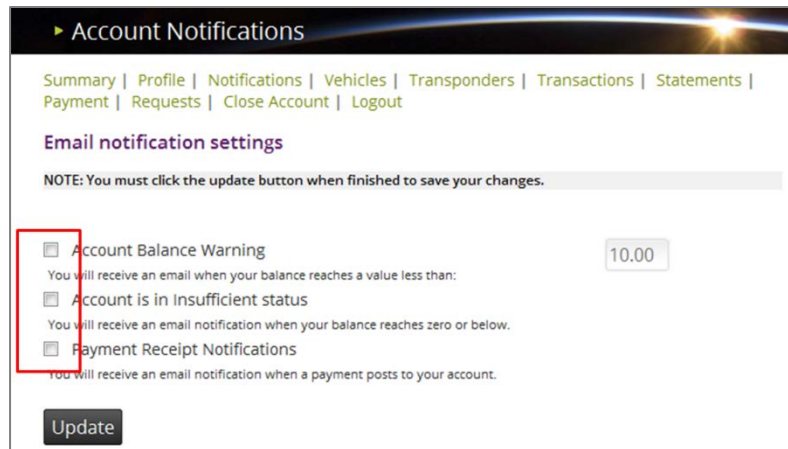 Account Notifications
Summary | Profile | Notifications | Vehicles | Transponders | Transactions | Statements |
Payment | Requests | Close Account | Logout
Email notification settings
NOTE: You must click the update button when finished to save your changes.
Account Balance Warning 10.00
You will receive an email when your balance reaches a value less than:
Account is in Insufficient status
You will receive an email notification when your balance reaches zero or below.
Payment Receipt Notifications
You will receive an email notification when a payment posts to your account.
Update